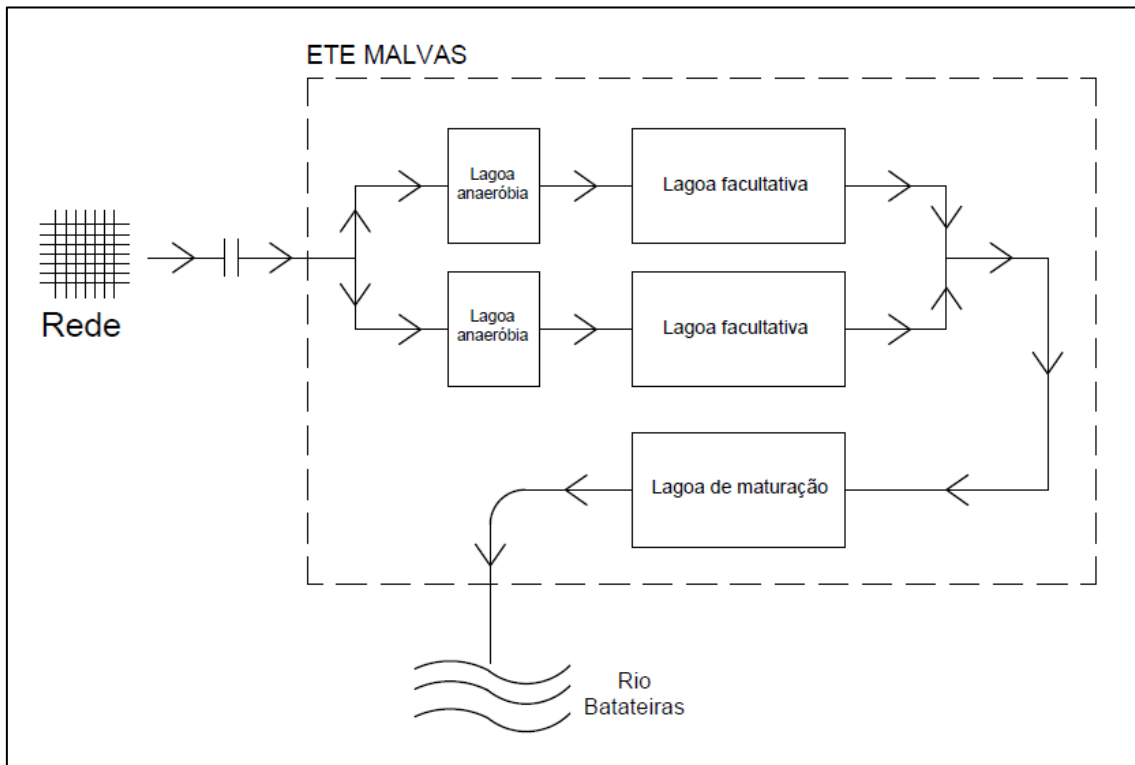 ETE MALVAS
Lagoa
anaeróbia
Lagoa facultativa
Rede
Lagoa
anaeróbia
Lagoa facultativa
Lagoa de maturação
Rio
Batateiras